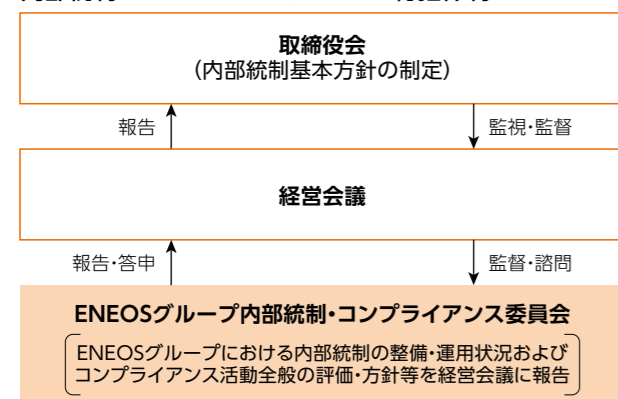 取締役会
(内部統制基本方針の制定)
報告
監視・監督
経営会議
報告・答申
監督・諮問
ENEOSグループ内部統制・コンプライアンス委員会
ENEOSグループにおける内部統制の整備・運用状況および
コンプライアンス活動全般の評価・方針等を経営会議に報告